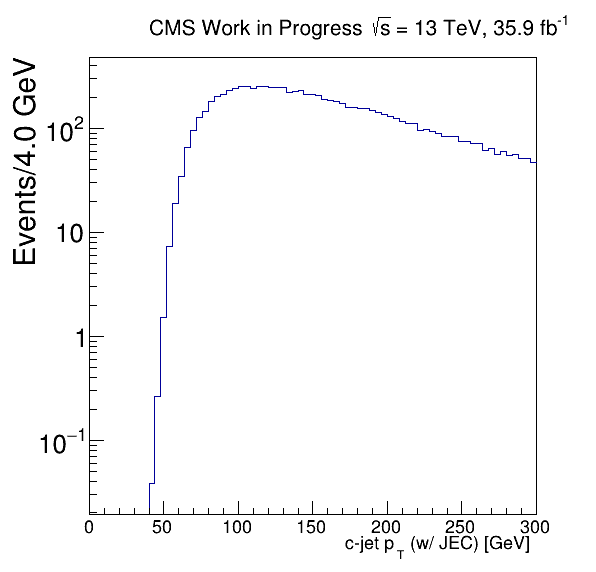 CMS Work in Progress √s = 13 TeV, 35.9 fb⁻¹
Events/4.0 GeV
10²
10
1
10⁻¹
0 50 100 150 200 250 300
c-jet p_T (w/ JEC) [GeV]